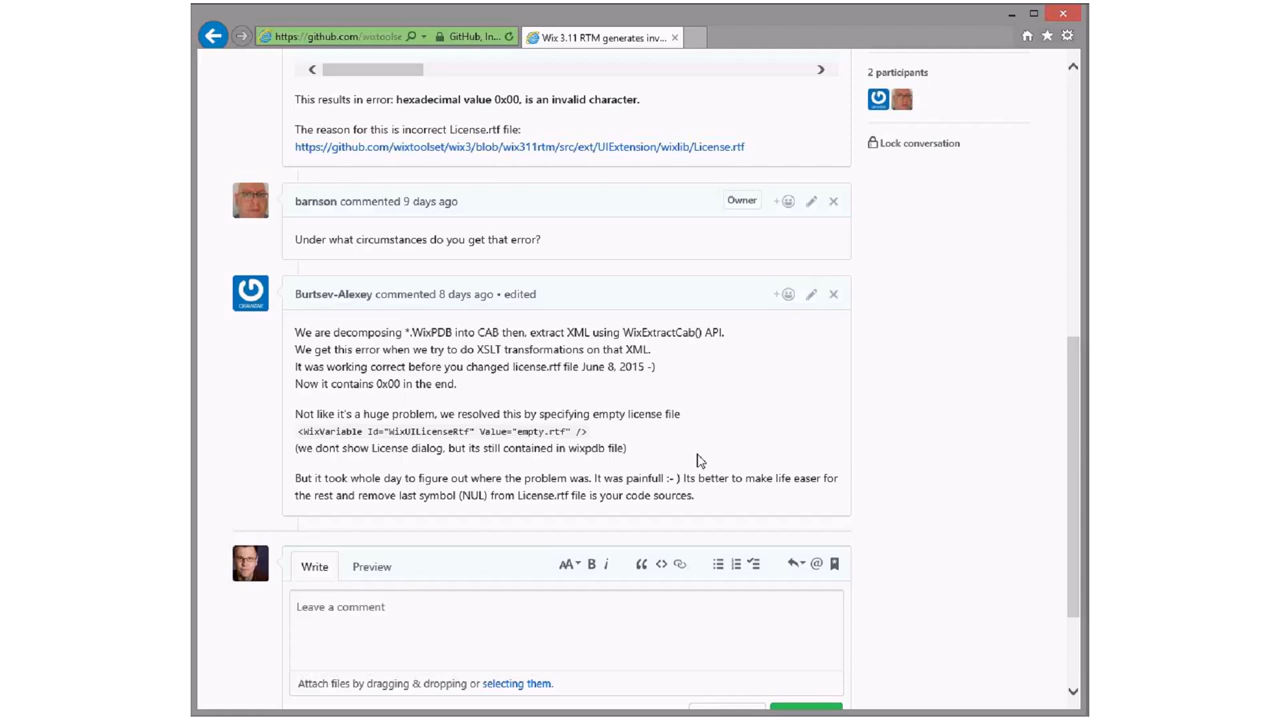 https://github.com/wixtoolse
GitHub, In...
Wix 3.11 RTM generates inv...
This results in error: hexadecimal value 0x00, is an invalid character.
The reason for this is incorrect License.rtf file:
https://github.com/wixtoolset/wix3/blob/wix311rtm/src/ext/UIExtension/wixlib/License.rtf
2 participants
Lock conversation
barnson commented 9 days ago
Owner
Under what circumstances do you get that error?
Burtsev-Alexey commented 8 days ago • edited
We are decomposing *.WixPDB into CAB then, extract XML using WixExtractCab() API.
We get this error when we try to do XSLT transformations on that XML.
It was working correct before you changed license.rtf file June 8, 2015 -)
Now it contains 0x00 in the end.
Not like it's a huge problem, we resolved this by specifying empty license file
<WixVariable Id="WixUILicenseRtf" Value="empty.rtf" />
(we dont show License dialog, but its still contained in wixpdb file)
But it took whole day to figure out where the problem was. It was painfull :- ) Its better to make life easer for
the rest and remove last symbol (NUL) from License.rtf file is your code sources.
Write
Preview
AA
B
i
Leave a comment
Attach files by dragging & dropping or selecting them.